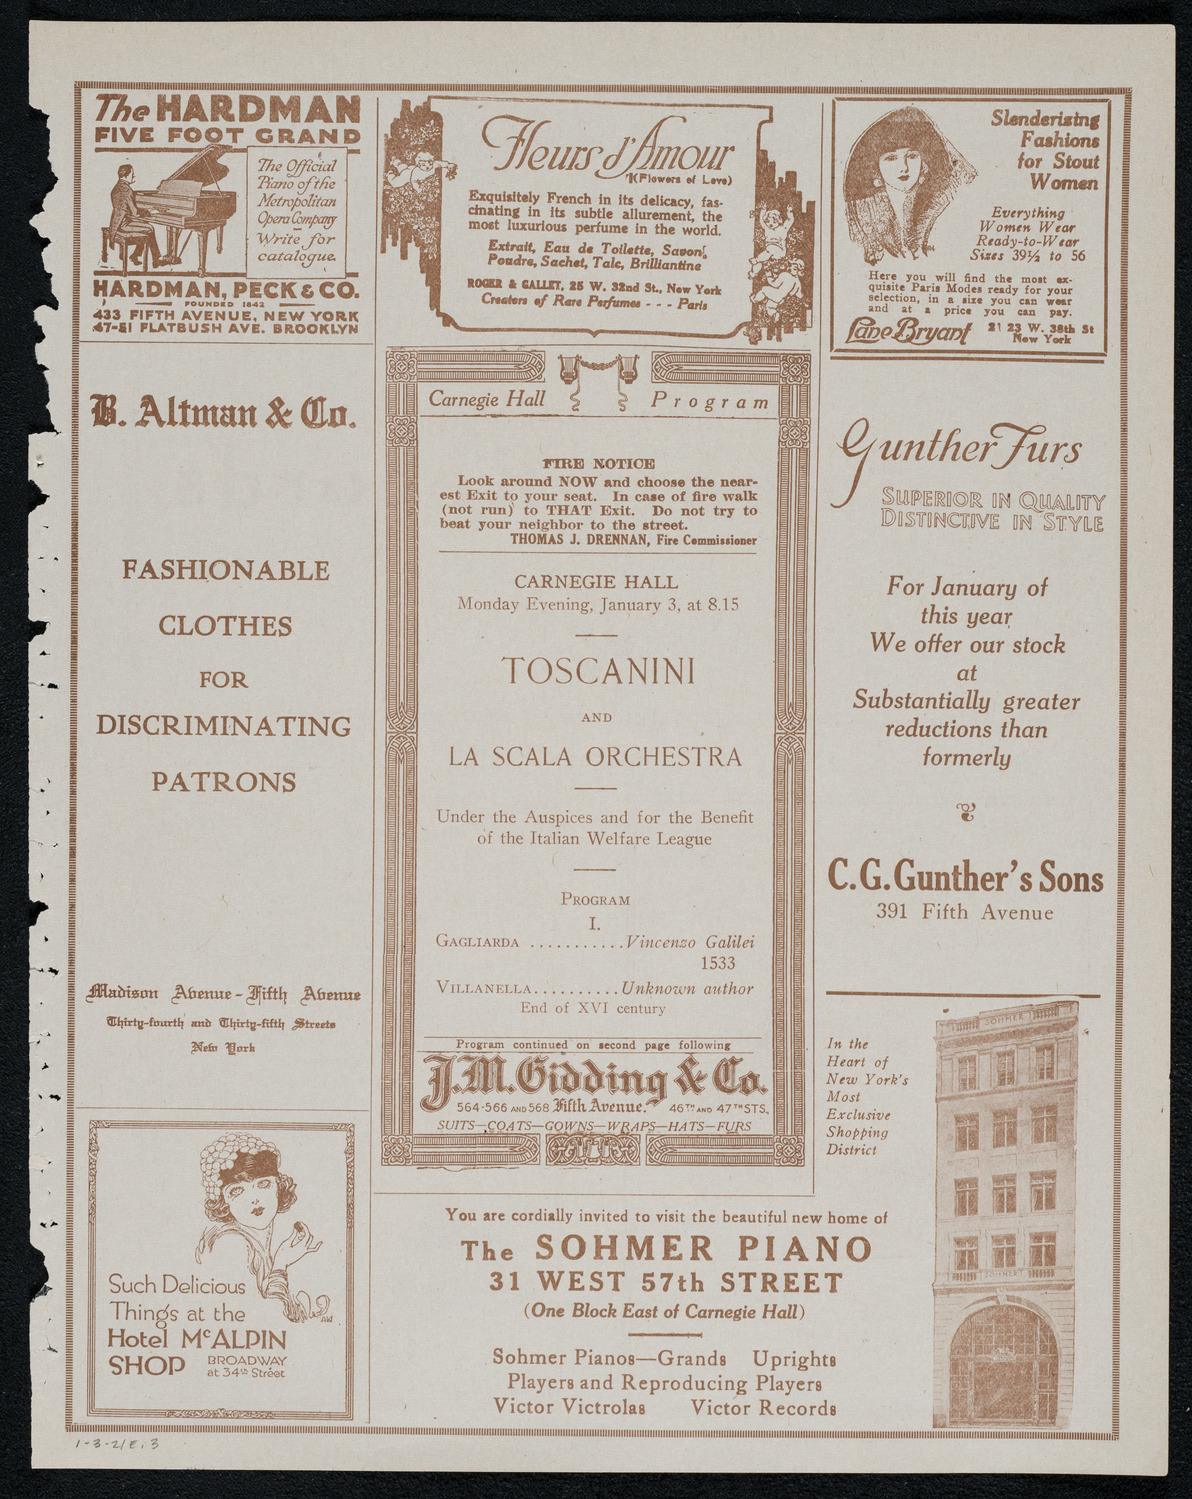 The HARDMAN
FIVE FOOT GRAND
The Official
Piano of the
Metropolitan
Opera Company
Write for
catalogue.
HARDMAN, PECK & CO.
FOUNDED 1842
433 FIFTH AVENUE, NEW YORK
47-51 FLATBUSH AVE. BROOKLYN
B. Altman & Co.
FASHIONABLE
CLOTHES
FOR
DISCRIMINATING
PATRONS
Madison Avenue - Fifth Avenue
Thirty-fourth and Thirty-fifth Streets
New York
Such Delicious
Things at the
Hotel McALPIN
SHOP BROADWAY
at 34th Street
Fleurs d'Amour
(Flowers of Love)
Exquisitely French in its delicacy, fas-
cinating in its subtle allurement, the
most luxurious perfume in the world.
Extrait, Eau de Toilette, Savon,
Poudre, Sachet, Talc, Brilliantine
ROGER & GALLET, 25 W. 32nd St., New York
Creators of Rare Perfumes - - - Paris
Carnegie Hall Program
FIRE NOTICE
Look around NOW and choose the near-
est Exit to your seat. In case of fire walk
(not run) to THAT Exit. Do not try to
beat your neighbor to the street.
THOMAS J. DRENNAN, Fire Commissioner
CARNEGIE HALL
Monday Evening, January 3, at 8.15
TOSCANINI
AND
LA SCALA ORCHESTRA
Under the Auspices and for the Benefit
of the Italian Welfare League
PROGRAM
I.
GAGLIARDA ...........Vincenzo Galilei
1533
VILLANELLA..........Unknown author
End of XVI century
Program continued on second page following
J.M. Gidding & Co.
564-566 AND 568 Fifth Avenue. 46TH AND 47TH STS.
SUITS—COATS—GOWNS—WRAPS—HATS—FURS
Slenderizing
Fashions
for Stout
Women
Everything
Women Wear
Ready-to-Wear
Sizes 39½ to 56
Here you will find the most ex-
quisite Paris Modes ready for your
selection, in a size you can wear
and at a price you can pay.
Lane Bryant 21 23 W. 38th St
New York
Gunther Furs
SUPERIOR IN QUALITY
DISTINCTIVE IN STYLE
For January of
this year
We offer our stock
at
Substantially greater
reductions than
formerly
C.G. Gunther's Sons
391 Fifth Avenue
In the
Heart of
New York's
Most
Exclusive
Shopping
District
SOHMER
SOHMER
You are cordially invited to visit the beautiful new home of
The SOHMER PIANO
31 WEST 57th STREET
(One Block East of Carnegie Hall)
Sohmer Pianos—Grands Uprights
Players and Reproducing Players
Victor Victrolas Victor Records
1-3-21E.3